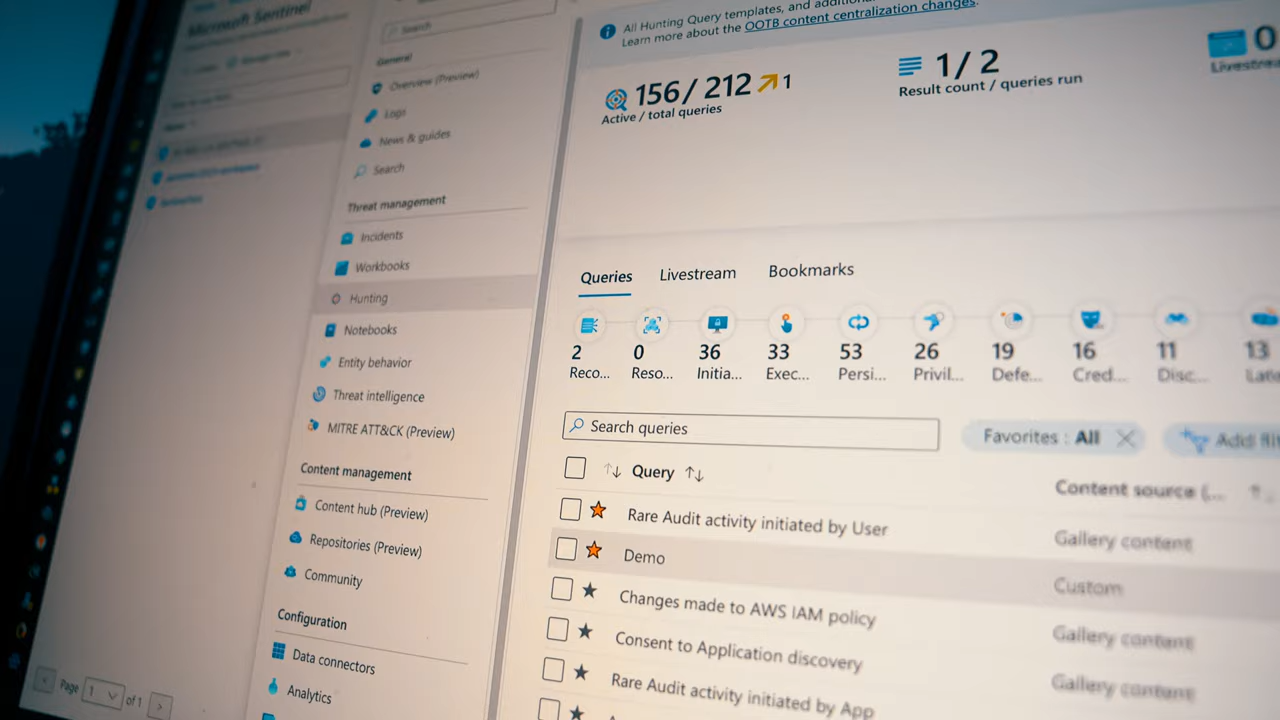 Microsoft Sentinel
Search
General
Overview (Preview)
Logs
News & guides
Search
Threat management
Incidents
Workbooks
Hunting
Notebooks
Entity behavior
Threat intelligence
MITRE ATT&CK (Preview)
Content management
Content hub (Preview)
Repositories (Preview)
Community
Configuration
Data connectors
Analytics
Page 1 of 1
All Hunting Query templates, and
Learn more about the OOTB content centralization changes.
156 / 212 1
Active / total queries
1 / 2
Result count / queries run
0
Livestrea
Queries Livestream Bookmarks
2 0 36 33 53 26 19 16 11 13
Reco... Reso... Initia... Exec... Persi... Privil... Defe... Cred... Disc... Late
Search queries
Favorites : All
Add filt
Query
Content source (...
Rare Audit activity initiated by User
Gallery content
Demo
Custom
Changes made to AWS IAM policy
Gallery content
Consent to Application discovery
Gallery content
Rare Audit activity initiated by App